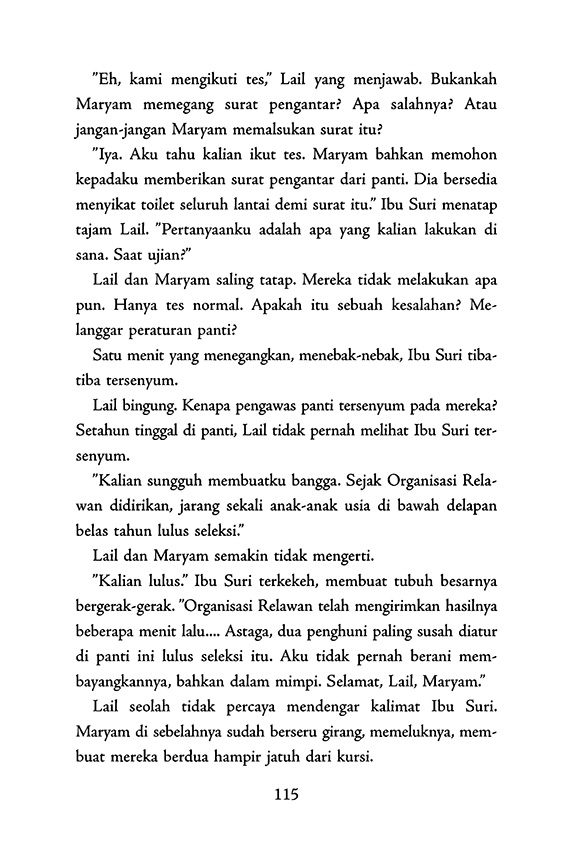 ”Eh, kami mengikuti tes,” Lail yang menjawab. Bukankah
Maryam memegang surat pengantar? Apa salahnya? Atau
jangan-jangan Maryam memalsukan surat itu?
”Iya. Aku tahu kalian ikut tes. Maryam bahkan memohon
kepadaku memberikan surat pengantar dari panti. Dia bersedia
menyikat toilet seluruh lantai demi surat itu.” Ibu Suri menatap
tajam Lail. ”Pertanyaanku adalah apa yang kalian lakukan di
sana. Saat ujian?”
Lail dan Maryam saling tatap. Mereka tidak melakukan apa
pun. Hanya tes normal. Apakah itu sebuah kesalahan? Me-
langgar peraturan panti?
Satu menit yang menegangkan, menebak-nebak, Ibu Suri tiba-
tiba tersenyum.
Lail bingung. Kenapa pengawas panti tersenyum pada mereka?
Setahun tinggal di panti, Lail tidak pernah melihat Ibu Suri ter-
senyum.
”Kalian sungguh membuatku bangga. Sejak Organisasi Rela-
wan didirikan, jarang sekali anak-anak usia di bawah delapan
belas tahun lulus seleksi.”
Lail dan Maryam semakin tidak mengerti.
”Kalian lulus.” Ibu Suri terkekeh, membuat tubuh besarnya
bergerak-gerak. ”Organisasi Relawan telah mengirimkan hasilnya
beberapa menit lalu.... Astaga, dua penghuni paling susah diatur
di panti ini lulus seleksi itu. Aku tidak pernah berani mem-
bayangkannya, bahkan dalam mimpi. Selamat, Lail, Maryam.”
Lail seolah tidak percaya mendengar kalimat Ibu Suri.
Maryam di sebelahnya sudah berseru girang, memeluknya, mem-
buat mereka berdua hampir jatuh dari kursi.
115